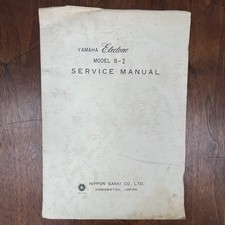 YAMAHA Electone
MODEL B-2
SERVICE MANUAL
NIPPON GAKKI CO., LTD.
HAMAMATSU, JAPAN